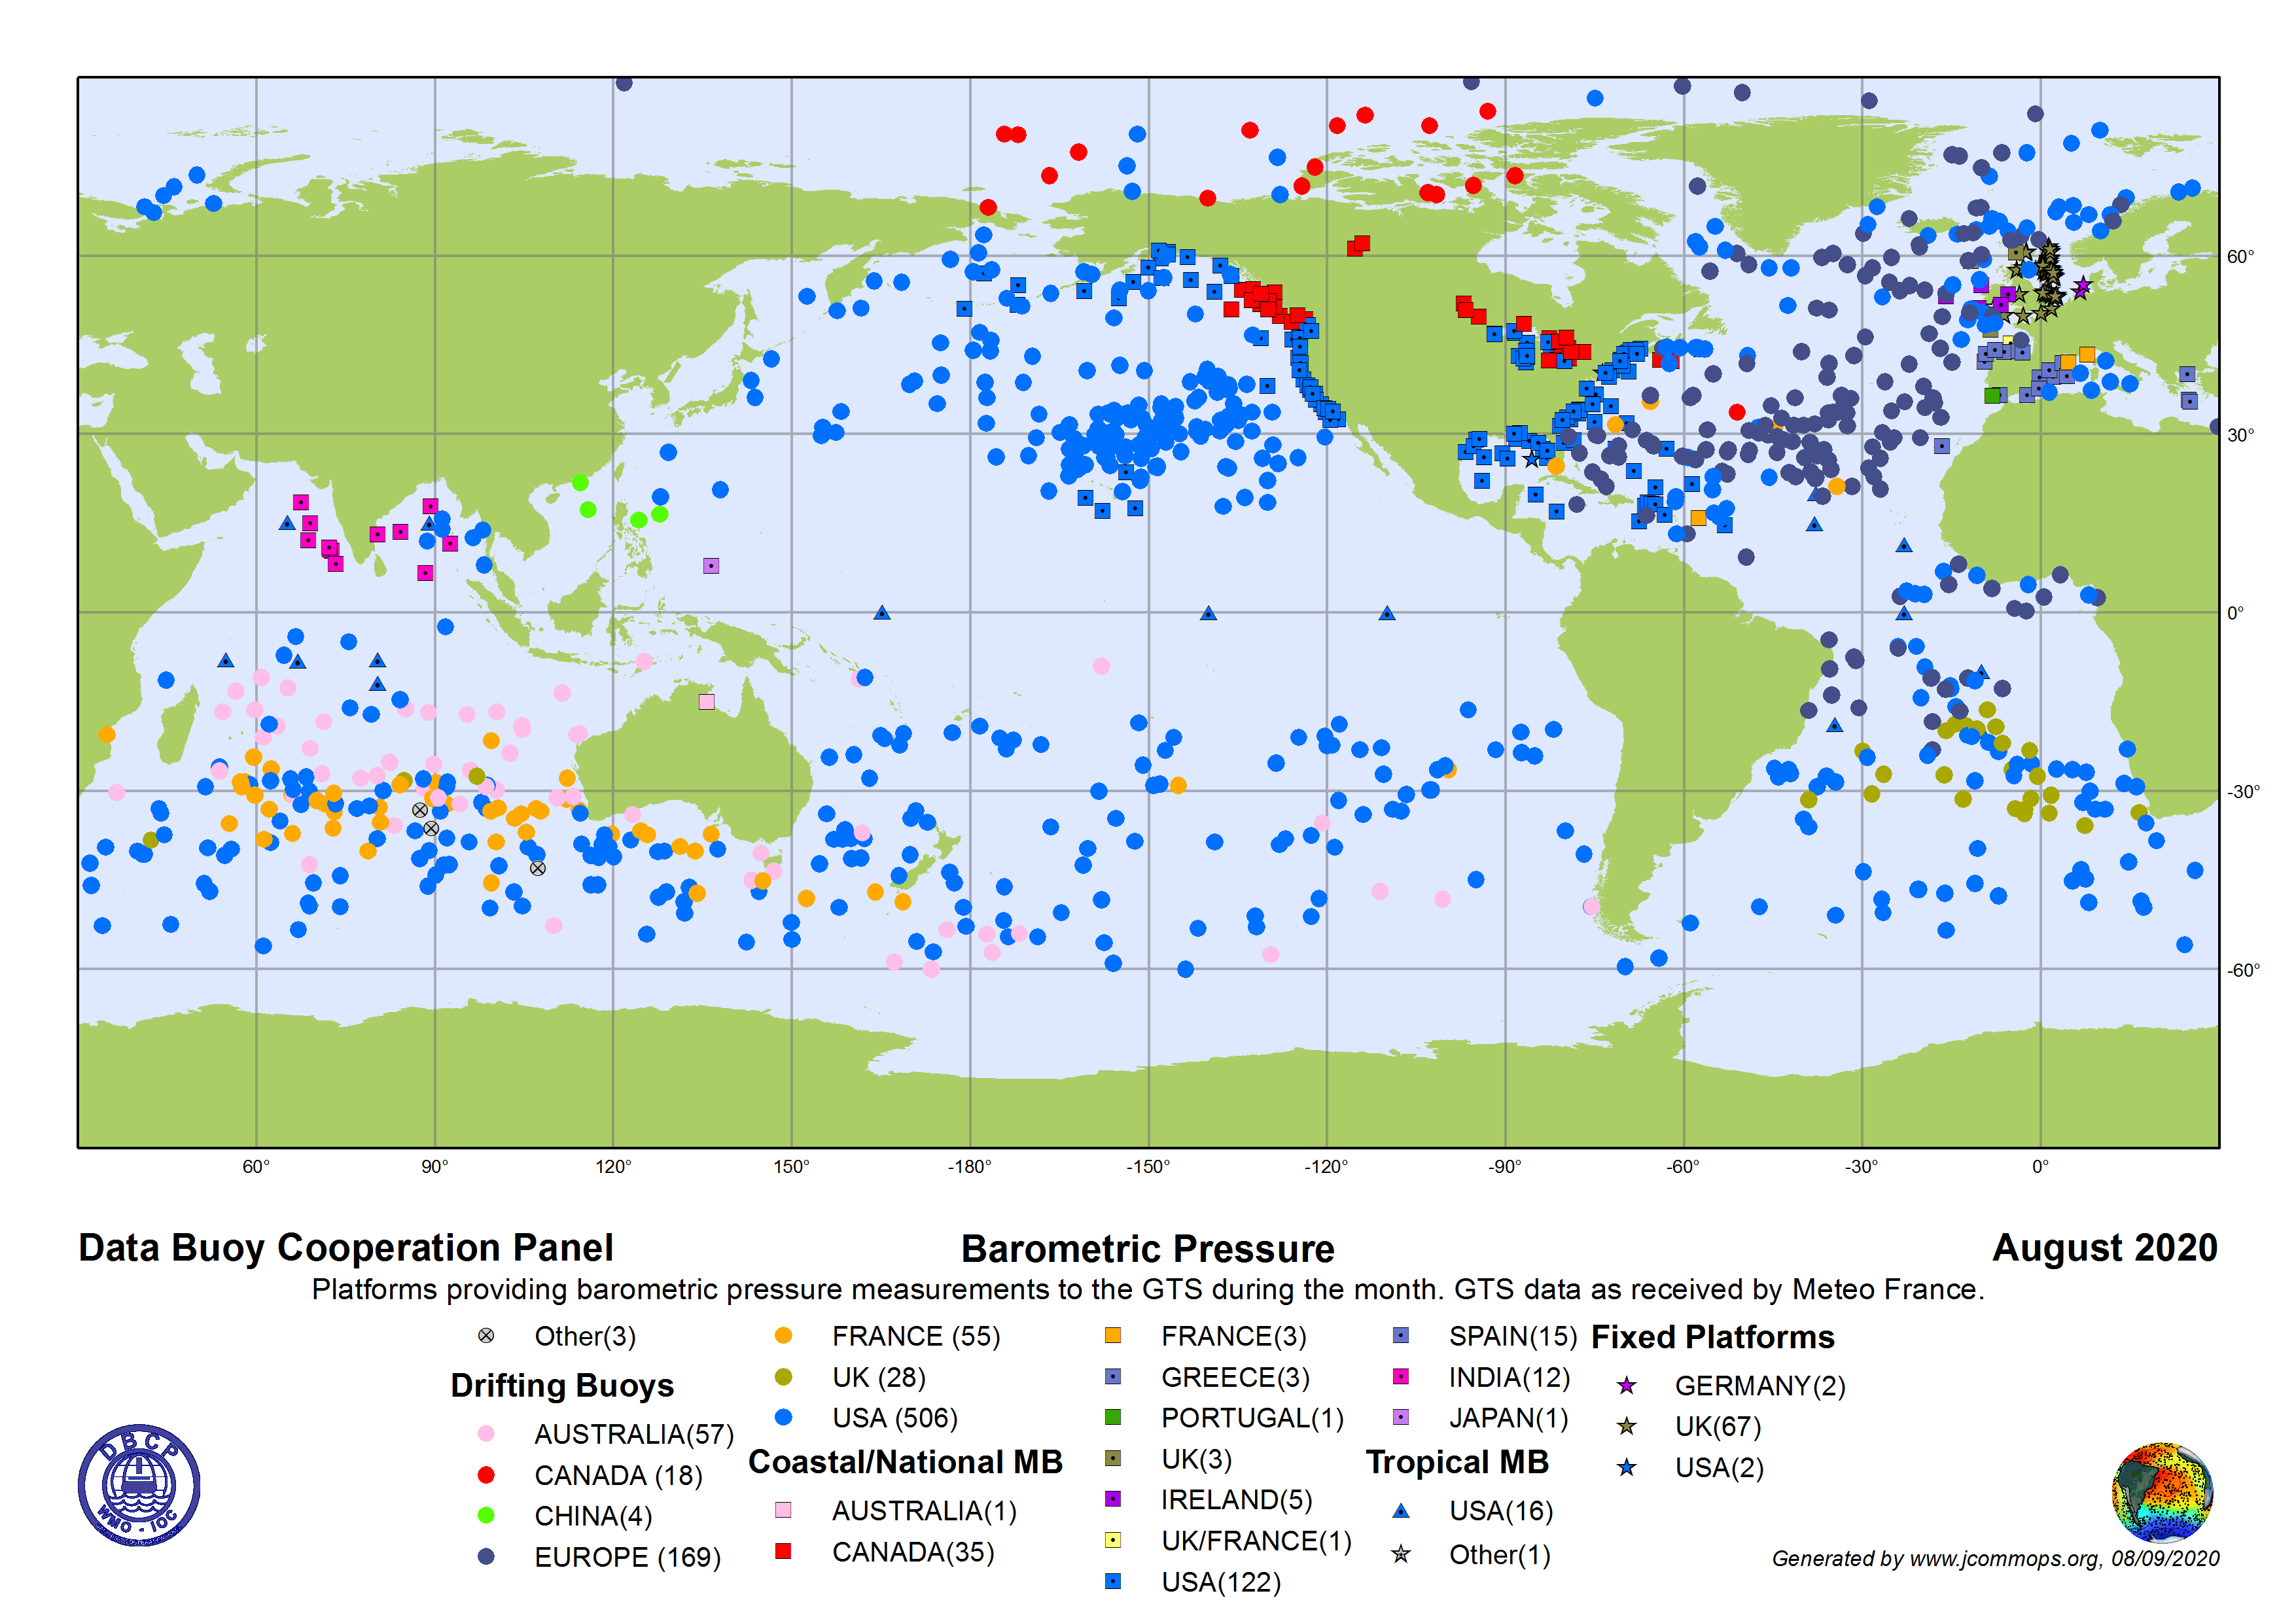 60°
30°
0°
-30°
-60°
60°
90°
120°
150°
-180°
-150°
-120°
-90°
-60°
-30°
0°
Data Buoy Cooperation Panel
Barometric Pressure
August 2020
Platforms providing barometric pressure measurements to the GTS during the month. GTS data as received by Meteo France.
Other(3)
Drifting Buoys
AUSTRALIA(57)
CANADA (18)
CHINA(4)
EUROPE (169)
FRANCE (55)
UK (28)
USA (506)
Coastal/National MB
AUSTRALIA(1)
CANADA(35)
FRANCE(3)
GREECE(3)
PORTUGAL(1)
UK(3)
IRELAND(5)
UK/FRANCE(1)
USA(122)
SPAIN(15)
INDIA(12)
JAPAN(1)
Tropical MB
USA(16)
Other(1)
Fixed Platforms
GERMANY(2)
UK(67)
USA(2)
DBCP
WMO - IOC
Generated by www.jcommops.org, 08/09/2020